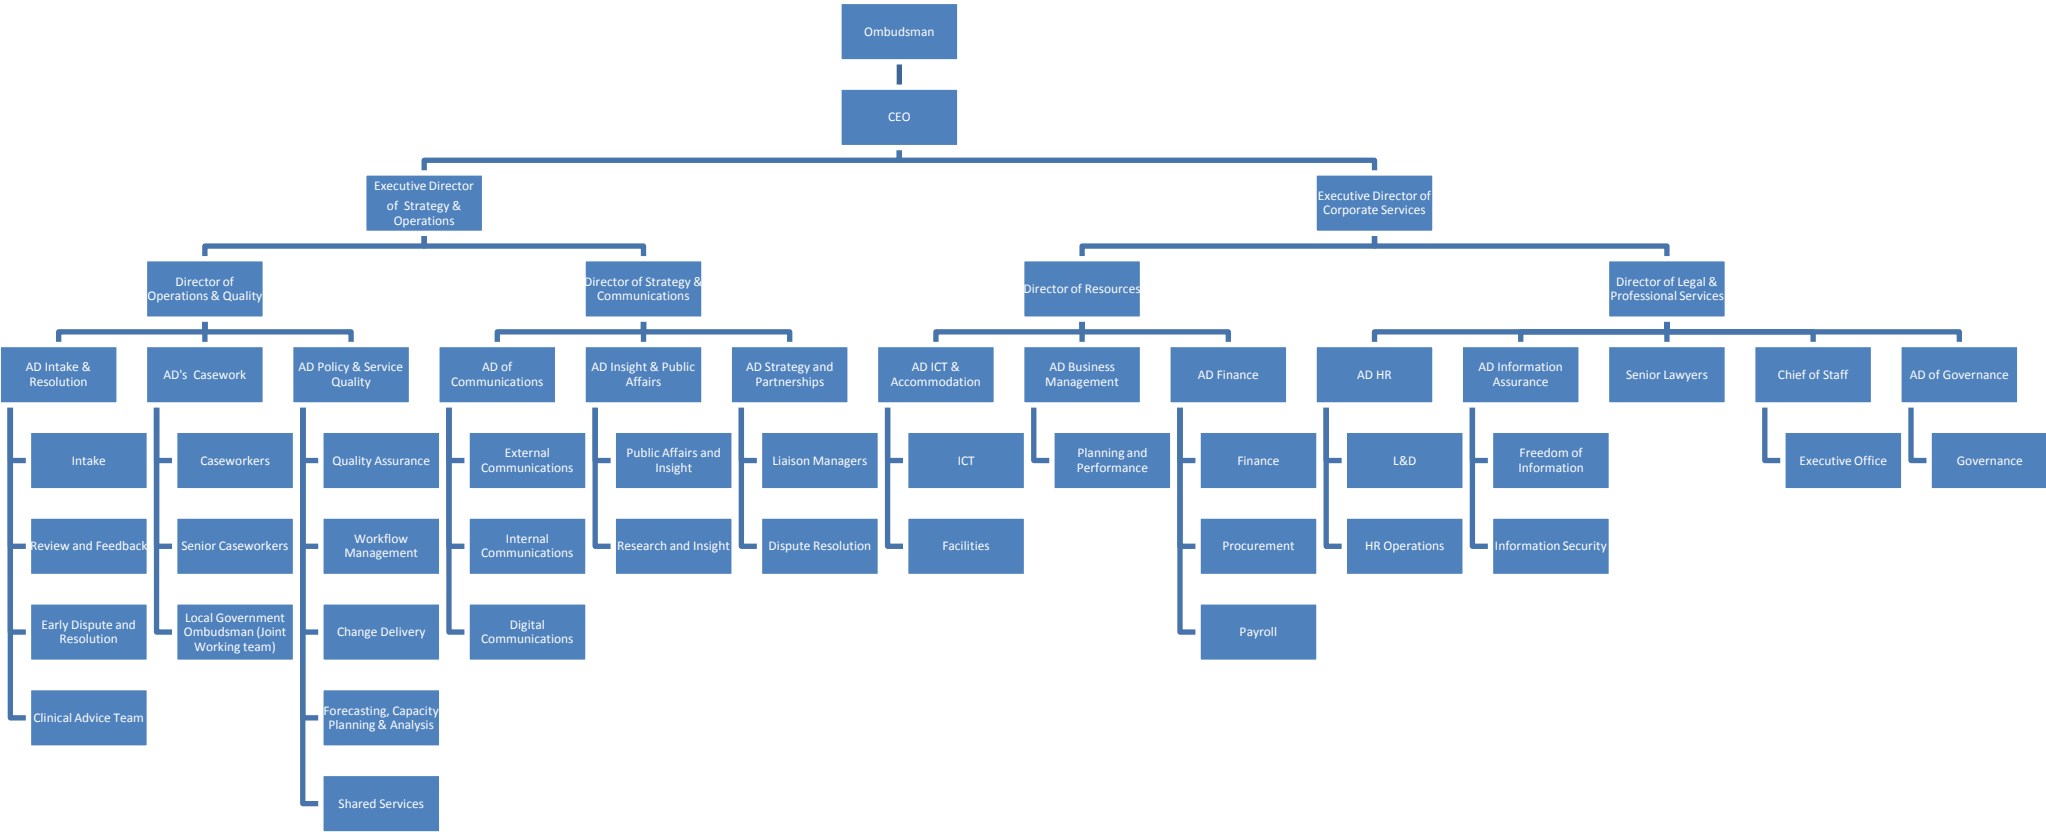 Ombudsman
CEO
Executive Director
of Strategy &
Operations
Executive Director of
Corporate Services
Director of
Operations & Quality
Director of Strategy &
Communications
Director of Resources
Director of Legal &
Professional Services
AD Intake &
Resolution
AD's Casework
AD Policy & Service
Quality
AD of
Communications
AD Insight & Public
Affairs
AD Strategy and
Partnerships
AD ICT &
Accommodation
AD Business
Management
AD Finance
AD HR
AD Information
Assurance
Senior Lawyers
Chief of Staff
AD of Governance
Intake
Caseworkers
Quality Assurance
External
Communications
Public Affairs and
Insight
Liaison Managers
ICT
Planning and
Performance
Finance
L&D
Freedom of
Information
Executive Office
Governance
Review and Feedback
Senior Caseworkers
Workflow
Management
Internal
Communications
Research and Insight
Dispute Resolution
Facilities
Procurement
HR Operations
Information Security
Early Dispute and
Resolution
Local Government
Ombudsman (Joint
Working team)
Change Delivery
Digital
Communications
Payroll
Clinical Advice Team
Forecasting, Capacity
Planning & Analysis
Shared Services